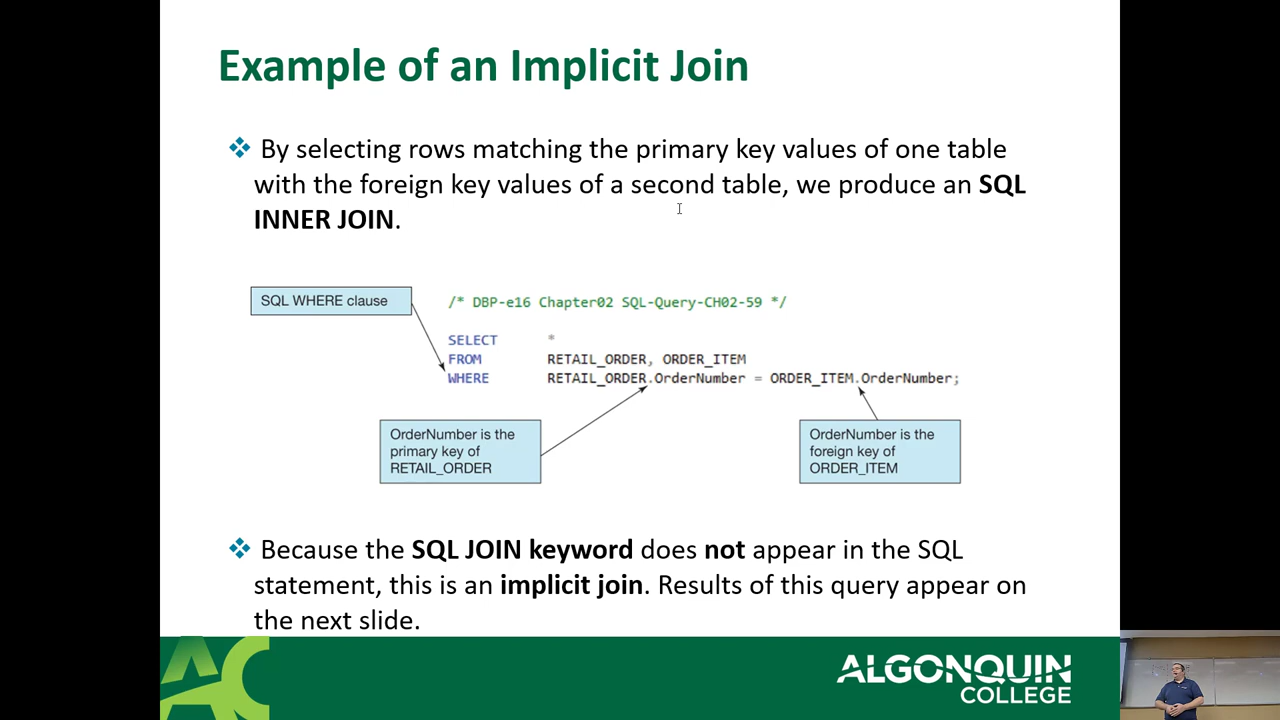 Example of an Implicit Join
❖ By selecting rows matching the primary key values of one table
with the foreign key values of a second table, we produce an SQL
INNER JOIN.
SQL WHERE clause
/* DBP-e16 Chapter02 SQL-Query-CH02-59 */
SELECT *
FROM RETAIL_ORDER, ORDER_ITEM
WHERE RETAIL_ORDER.OrderNumber = ORDER_ITEM.OrderNumber;
OrderNumber is the
primary key of
RETAIL_ORDER
OrderNumber is the
foreign key of
ORDER_ITEM
❖ Because the SQL JOIN keyword does not appear in the SQL
statement, this is an implicit join. Results of this query appear on
the next slide.
AC
ALGONQUIN
COLLEGE